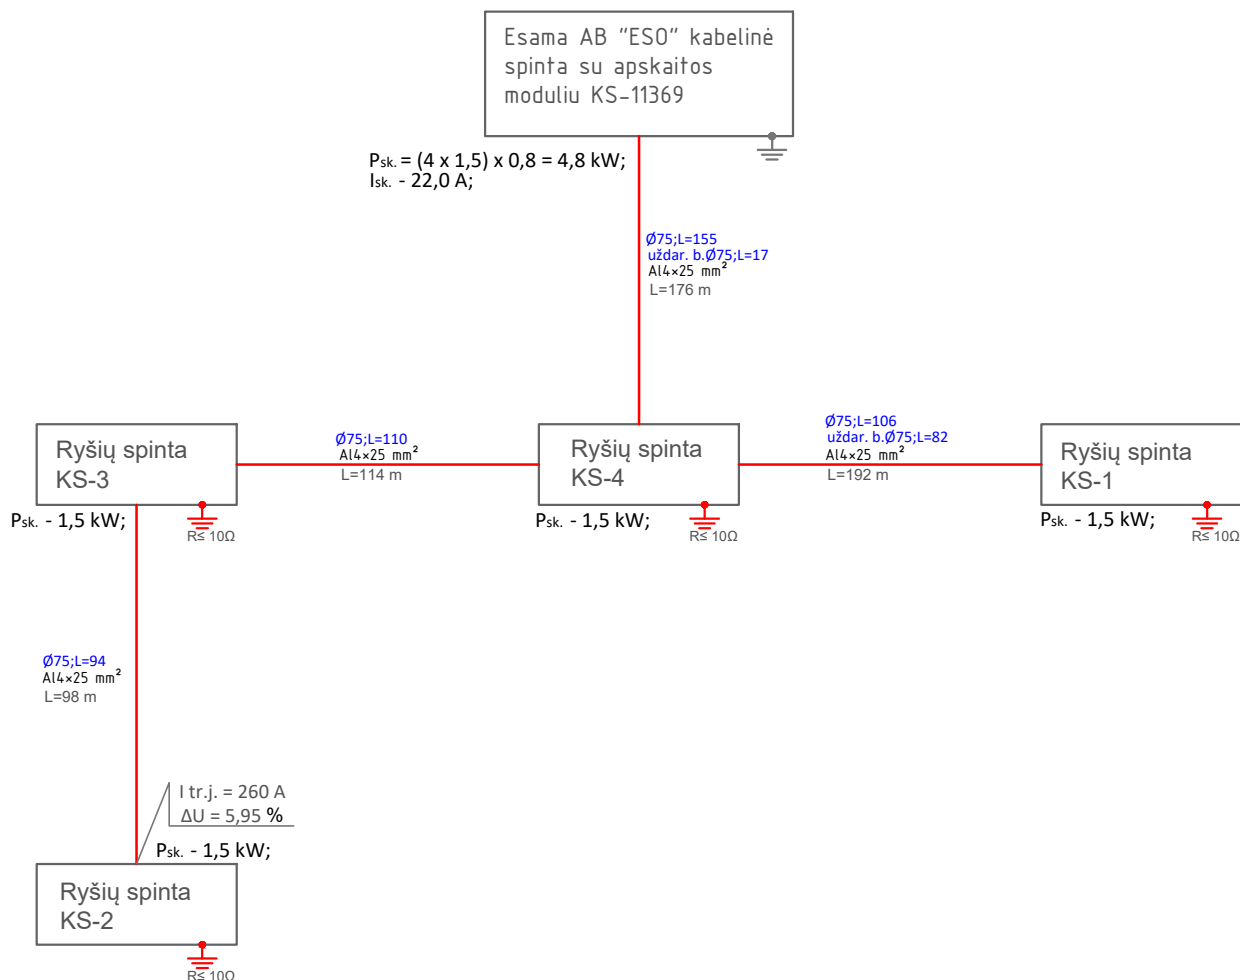 Esama AB "ESO" kabelinė
spinta su apskaitos
moduliu KS-11369
Psk. = (4 x 1,5) x 0,8 = 4,8 kW;
Isk. - 22,0 A;
Ø75;L=155
uždar. b.Ø75;L=17
Al4×25 mm²
L=176 m
Ryšių spinta
KS-3
Psk. - 1,5 kW;
R≤ 10Ω
Ø75;L=110
Al4×25 mm²
L=114 m
Ryšių spinta
KS-4
Psk. - 1,5 kW;
R≤ 10Ω
Ø75;L=106
uždar. b.Ø75;L=82
Al4×25 mm²
L=192 m
Ryšių spinta
KS-1
Psk. - 1,5 kW;
R≤ 10Ω
Ø75;L=94
Al4×25 mm²
L=98 m
I tr.j. = 260 A
ΔU = 5,95 %
Psk. - 1,5 kW;
Ryšių spinta
KS-2
R≤ 10Ω